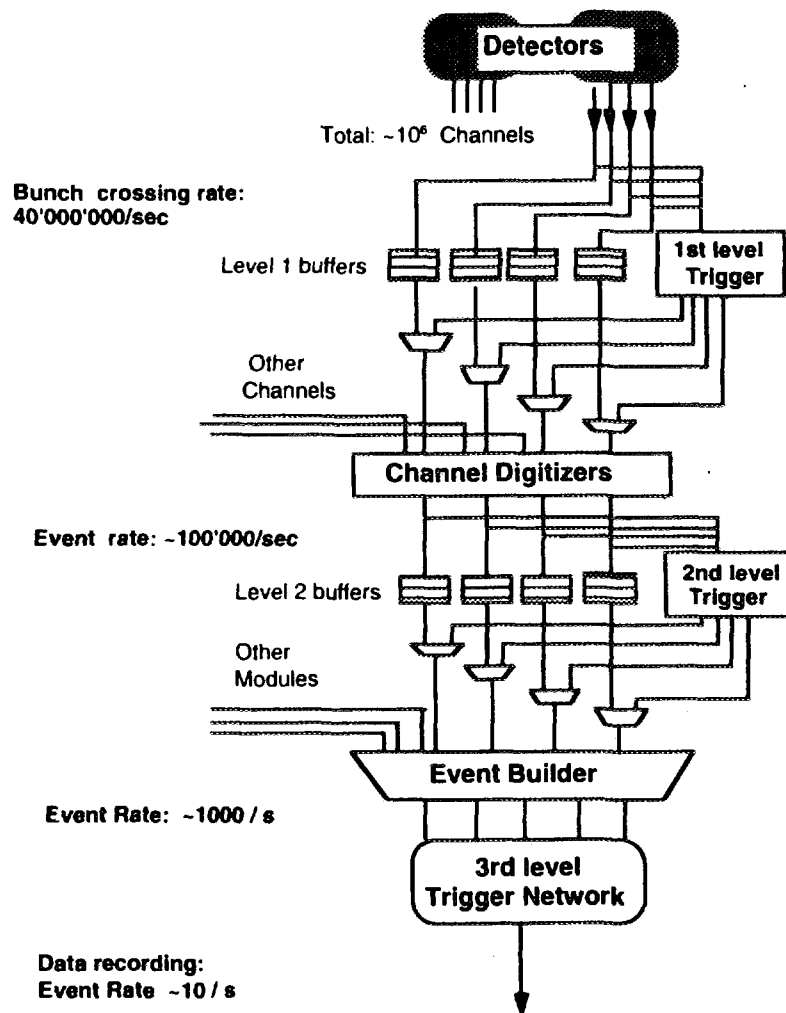 Detectors
Total: ~10⁶ Channels
Bunch crossing rate:
40'000'000/sec
Level 1 buffers
1st level
Trigger
Other
Channels
Channel Digitizers
Event rate: ~100'000/sec
Level 2 buffers
2nd level
Trigger
Other
Modules
Event Builder
Event Rate: ~1000 / s
3rd level
Trigger Network
Data recording:
Event Rate ~10 / s